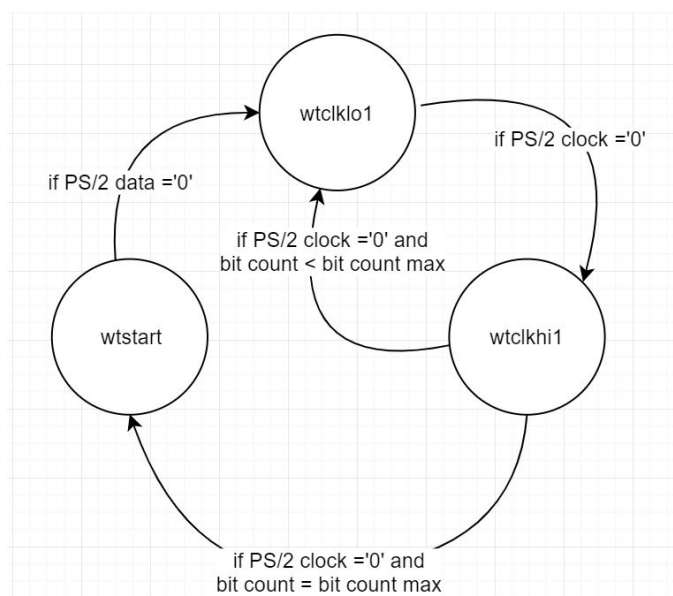 wtclklo1
if PS/2 clock ='0'
if PS/2 data ='0'
if PS/2 clock ='0' and
bit count < bit count max
wtstart
wtclkhi1
if PS/2 clock ='0' and
bit count = bit count max